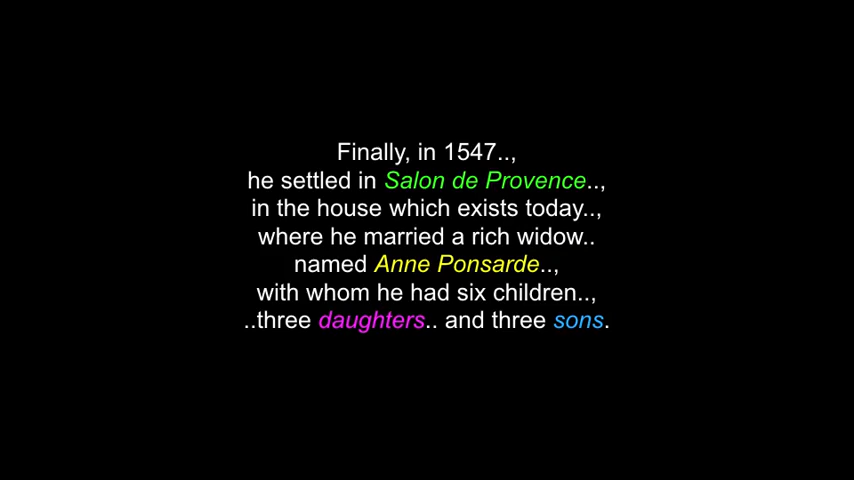 Finally, in 1547..,
he settled in Salon de Provence..,
in the house which exists today..,
where he married a rich widow..
named Anne Ponsarde..,
with whom he had six children..,
..three daughters.. and three sons.